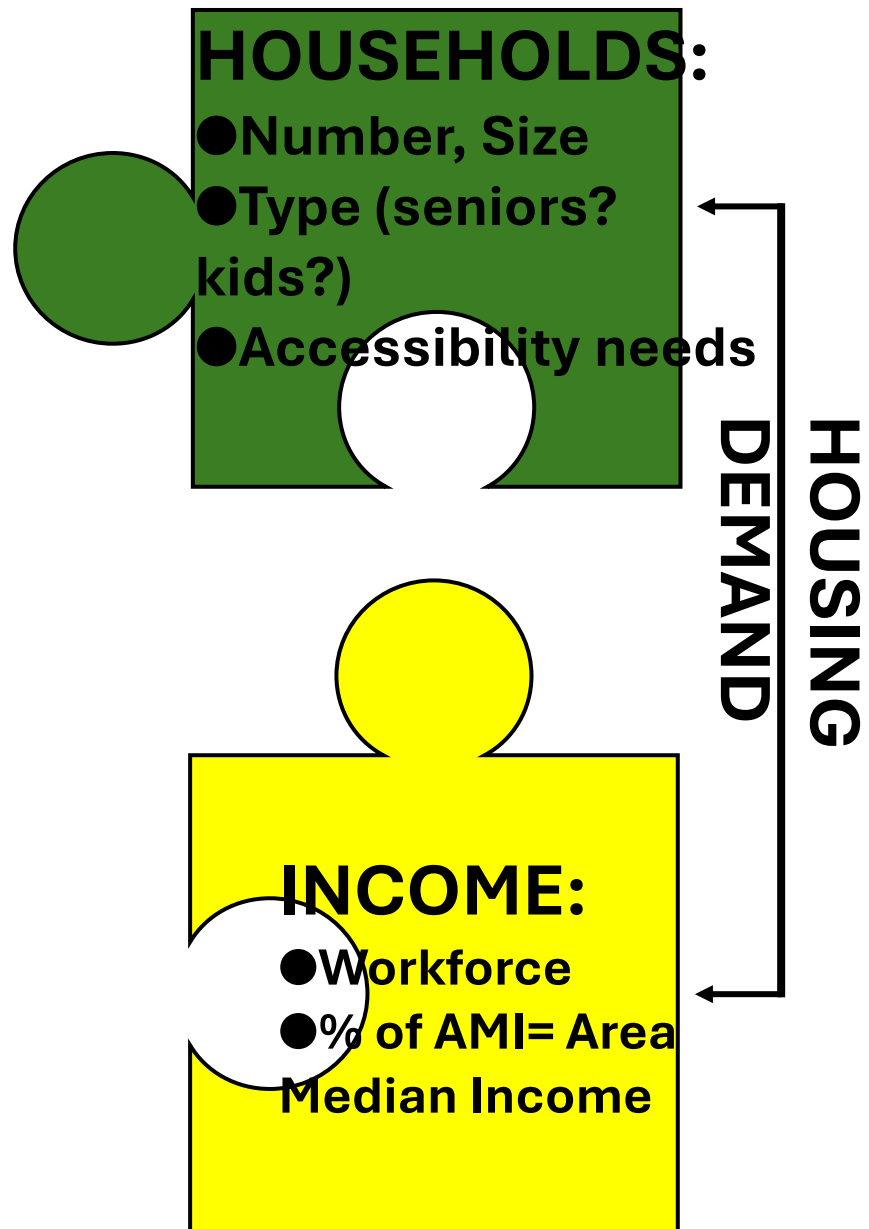 HOUSEHOLDS:
●Number, Size
●Type (seniors?
kids?)
●Accessibility needs
HOUSING
DEMAND
INCOME:
●Workforce
●% of AMI= Area
Median Income